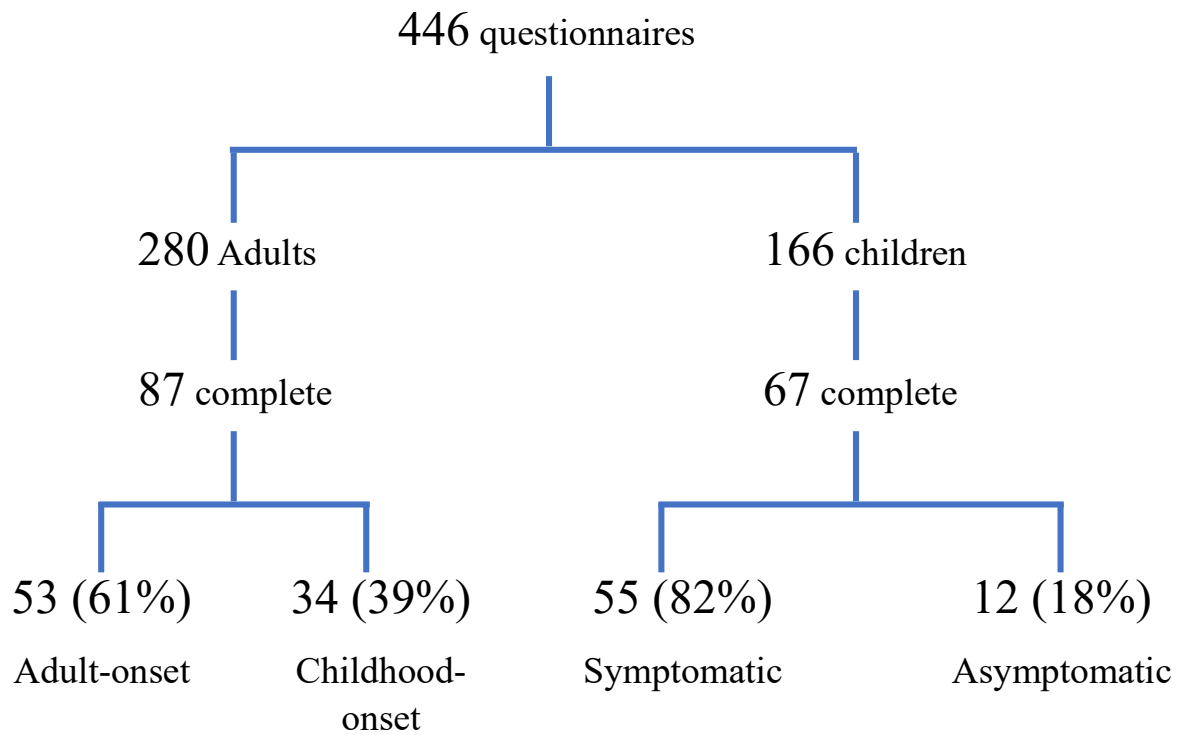 446 questionnaires
280 Adults
166 children
87 complete
67 complete
53 (61%)
34 (39%)
55 (82%)
12 (18%)
Adult-onset
Childhood-
onset
Symptomatic
Asymptomatic